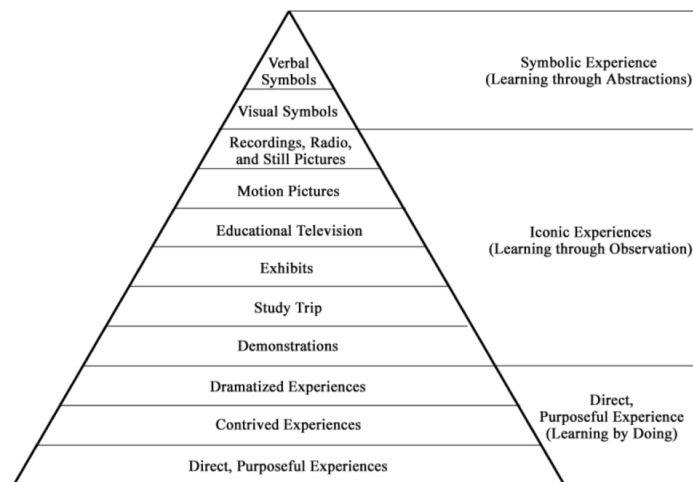 Verbal
Symbols
Visual Symbols
Recordings, Radio,
and Still Pictures
Motion Pictures
Educational Television
Exhibits
Study Trip
Demonstrations
Dramatized Experiences
Contrived Experiences
Direct, Purposeful Experiences
Symbolic Experience
(Learning through Abstractions)
Iconic Experiences
(Learning through Observation)
Direct,
Purposeful Experience
(Learning by Doing)